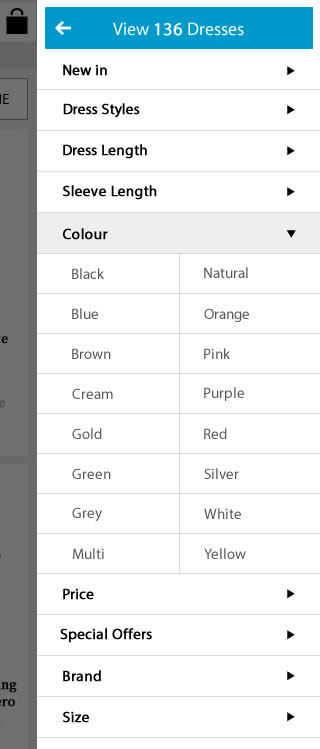 View 136 Dresses
New in
Dress Styles
Dress Length
Sleeve Length
Colour
Black
Natural
Blue
Orange
Brown
Pink
Cream
Purple
Gold
Red
Green
Silver
Grey
White
Multi
Yellow
Price
Special Offers
Brand
Size